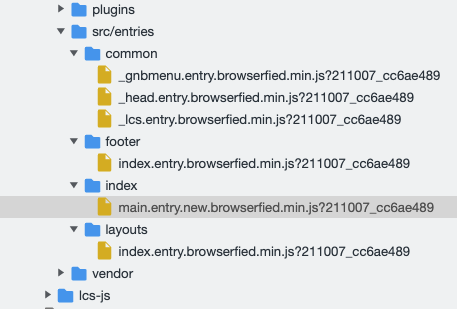 plugins
src/entries
common
_gnbmenu.entry.browserfied.min.js?211007_cc6ae489
_head.entry.browserfied.min.js?211007_cc6ae489
_lcs.entry.browserfied.min.js?211007_cc6ae489
footer
index.entry.browserfied.min.js?211007_cc6ae489
index
main.entry.new.browserfied.min.js?211007_cc6ae489
layouts
index.entry.browserfied.min.js?211007_cc6ae489
vendor
lcs-js